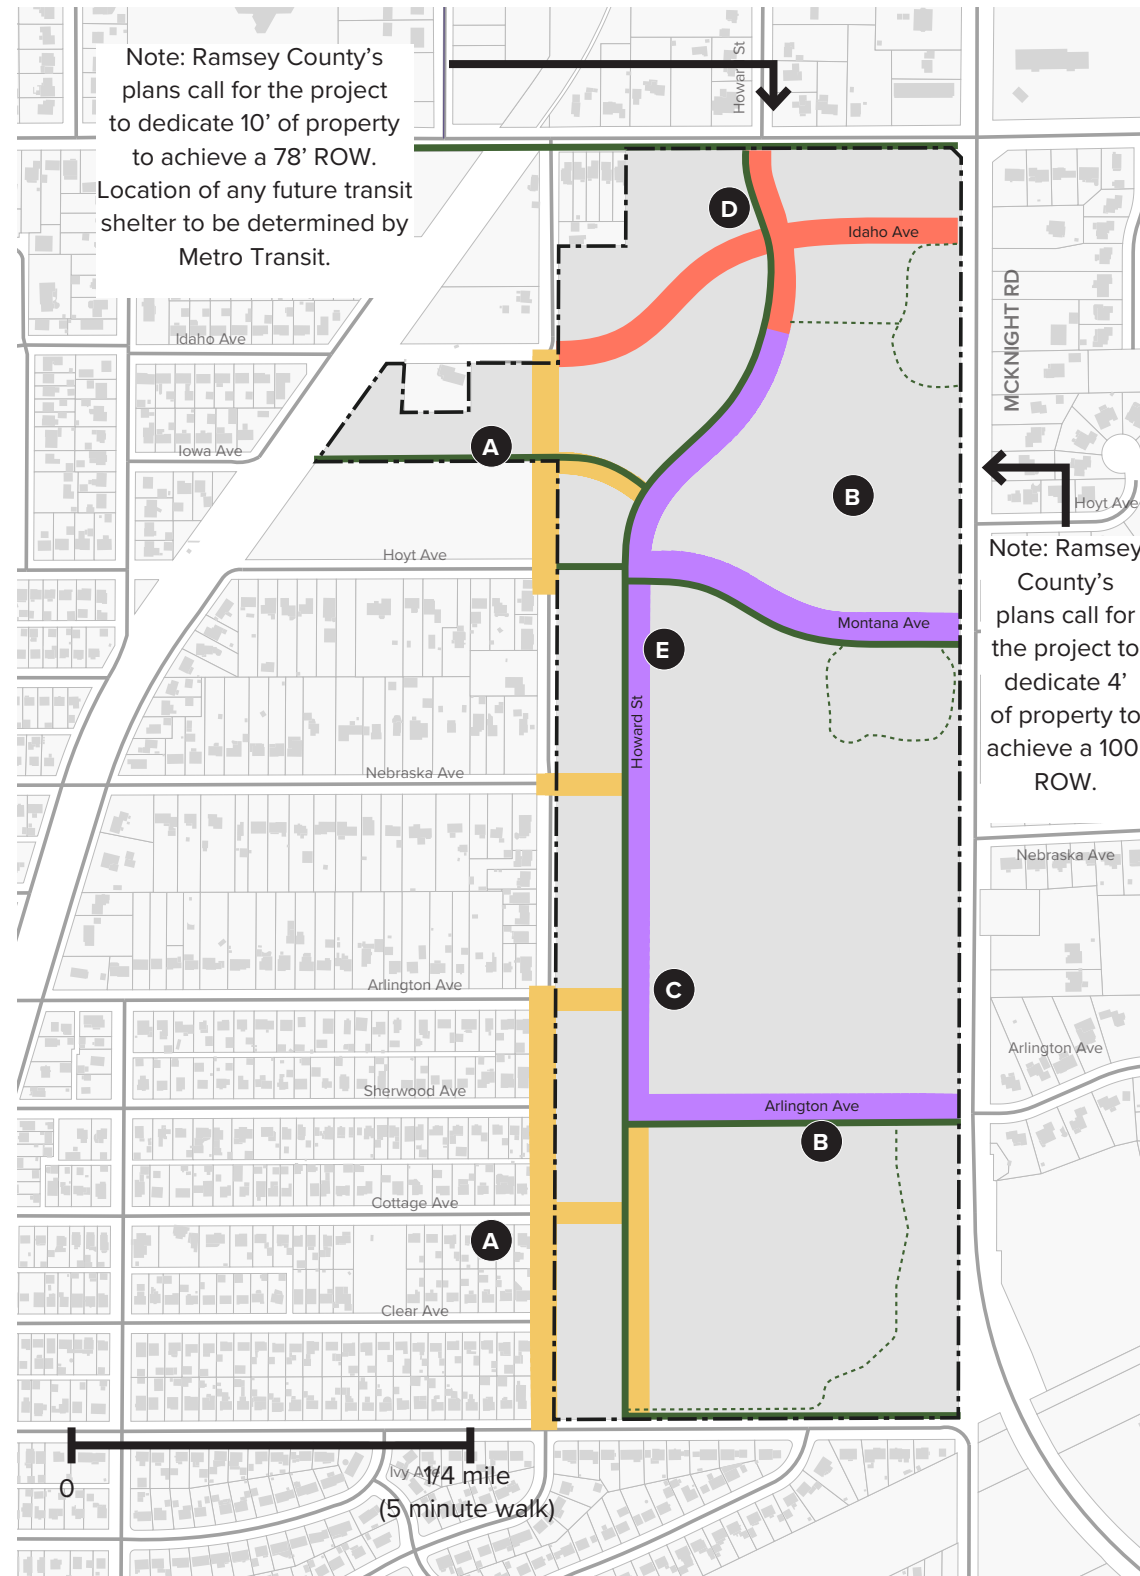 Note: Ramsey County’s
plans call for the project
to dedicate 10’ of property
to achieve a 78’ ROW.
Location of any future transit
shelter to be determined by
Metro Transit.
Howard St
D
Idaho Ave
MCKNIGHT RD
Idaho Ave
A
Iowa Ave
B
Hoyt Ave
Hoyt Ave
Note: Ramsey
County’s
plans call for
the project to
dedicate 4’
of property to
achieve a 100
ROW.
Montana Ave
E
Howard St
Nebraska Ave
Nebraska Ave
Arlington Ave
C
Arlington Ave
Sherwood Ave
Arlington Ave
B
Cottage Ave
A
Clear Ave
Ivy Ave
0
1/4 mile
(5 minute walk)